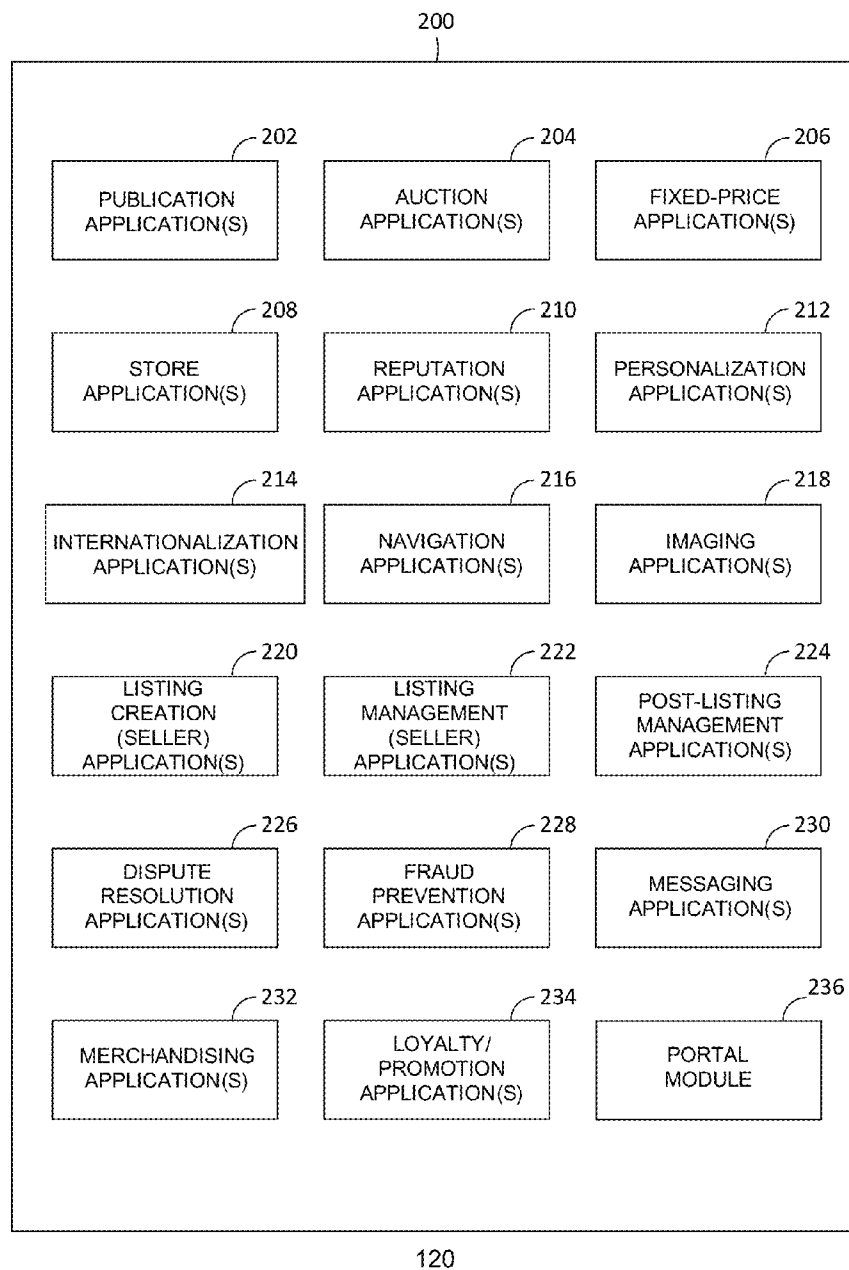 200
202
PUBLICATION
APPLICATION(S)
204
AUCTION
APPLICATION(S)
206
FIXED-PRICE
APPLICATION(S)
208
STORE
APPLICATION(S)
210
REPUTATION
APPLICATION(S)
212
PERSONALIZATION
APPLICATION(S)
214
INTERNATIONALIZATION
APPLICATION(S)
216
NAVIGATION
APPLICATION(S)
218
IMAGING
APPLICATION(S)
220
LISTING
CREATION
(SELLER)
APPLICATION(S)
222
LISTING
MANAGEMENT
(SELLER)
APPLICATION(S)
224
POST-LISTING
MANAGEMENT
APPLICATION(S)
226
DISPUTE
RESOLUTION
APPLICATION(S)
228
FRAUD
PREVENTION
APPLICATION(S)
230
MESSAGING
APPLICATION(S)
232
MERCHANDISING
APPLICATION(S)
234
LOYALTY/
PROMOTION
APPLICATION(S)
236
PORTAL
MODULE
120